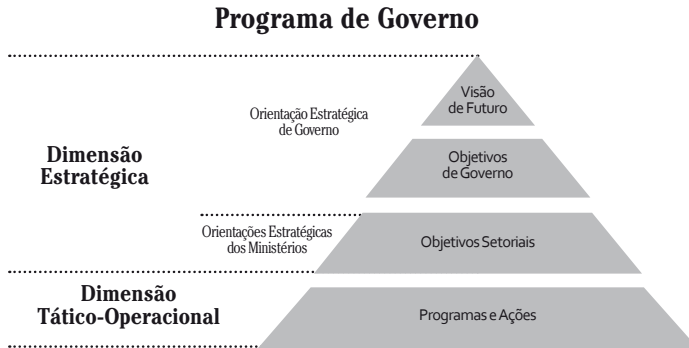 Programa de Governo
Visão
de Futuro
Orientação Estratégica
de Governo
Dimensão
Estratégica
Objetivos
de Governo
Orientações Estratégicas
dos Ministérios
Objetivos Setoriais
Dimensão
Tático-Operacional
Programas e Ações